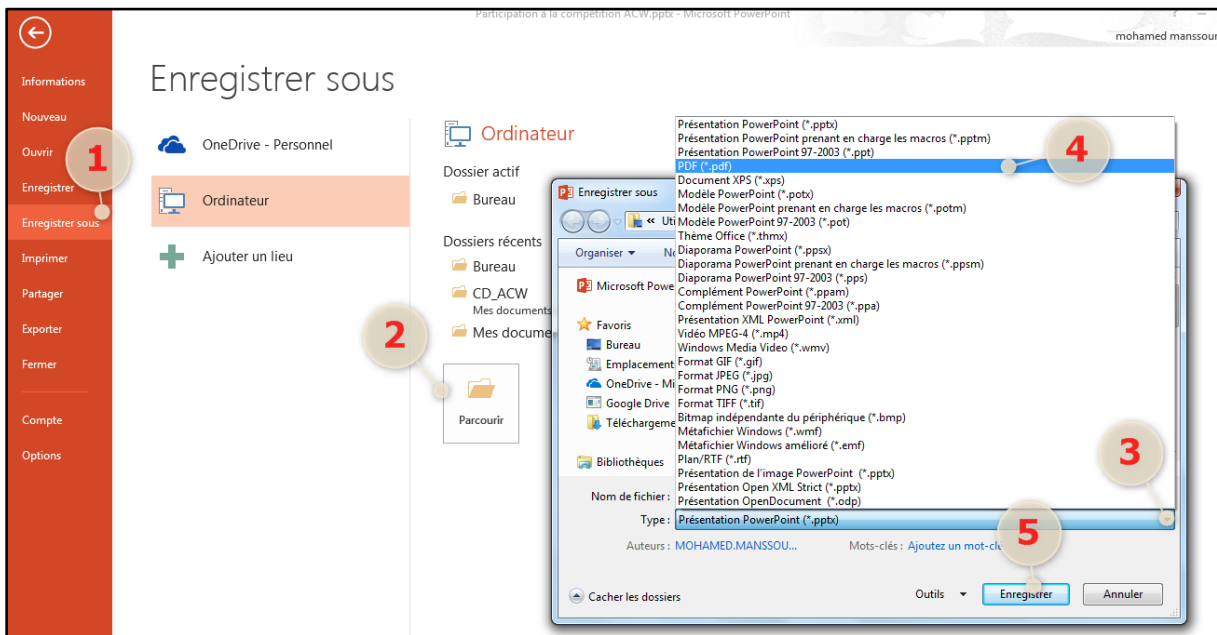 Participation à la compétition ACW.pptx - Microsoft PowerPoint
? –
mohamed manssour
Informations
Nouveau
Ouvrir
Enregistrer
Enregistrer sous
Imprimer
Partager
Exporter
Fermer
Compte
Options
1
Enregistrer sous
OneDrive - Personnel
Ordinateur
Ajouter un lieu
Ordinateur
Dossier actif
Bureau
Dossiers récents
Bureau
CD_ACW
Mes documents
Mes docume
2
Parcourir
Enregistrer sous
« Uti
Organiser
Microsoft Powe
Favoris
Bureau
Emplacement
OneDrive - Mi
Google Drive
Téléchargeme
Bibliothèques
Présentation PowerPoint (*.pptx)
Présentation PowerPoint prenant en charge les macros (*.pptm)
Présentation PowerPoint 97-2003 (*.ppt)
PDF (*.pdf)
Document XPS (*.xps)
Modèle PowerPoint (*.potx)
Modèle PowerPoint prenant en charge les macros (*.potm)
Modèle PowerPoint 97-2003 (*.pot)
Thème Office (*.thmx)
Diaporama PowerPoint (*.ppsx)
Diaporama PowerPoint prenant en charge les macros (*.ppsm)
Diaporama PowerPoint 97-2003 (*.pps)
Complément PowerPoint (*.ppam)
Complément PowerPoint 97-2003 (*.ppa)
Présentation XML PowerPoint (*.xml)
Vidéo MPEG-4 (*.mp4)
Windows Media Video (*.wmv)
Format GIF (*.gif)
Format JPEG (*.jpg)
Format PNG (*.png)
Format TIFF (*.tif)
Bitmap indépendante du périphérique (*.bmp)
Métafichier Windows (*.wmf)
Métafichier Windows amélioré (*.emf)
Plan/RTF (*.rtf)
Présentation de l'image PowerPoint (*.pptx)
Présentation Open XML Strict (*.pptx)
Présentation OpenDocument (*.odp)
4
3
Nom de fichier :
Type : Présentation PowerPoint (*.pptx)
5
Auteurs : MOHAMED.MANSSOU... Mots-clés : Ajoutez un mot-clé
Cacher les dossiers Outils Enregistrer Annuler